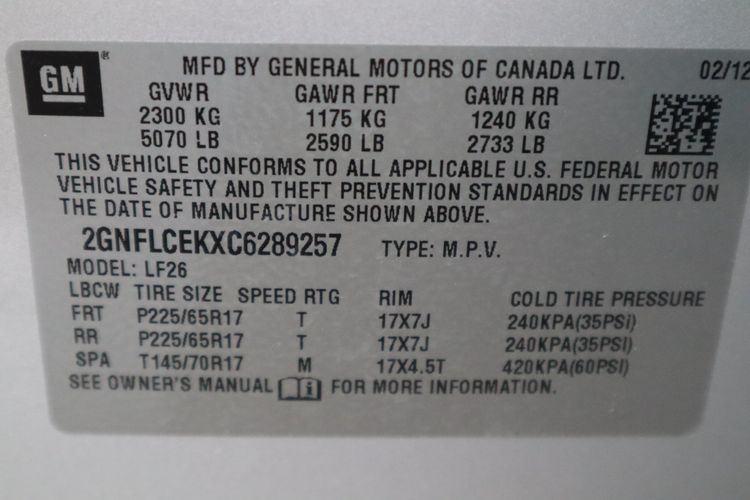 GM ® MFD BY GENERAL MOTORS OF CANADA LTD. 02/12
GVWR GAWR FRT GAWR RR
2300 KG 1175 KG 1240 KG
5070 LB 2590 LB 2733 LB
THIS VEHICLE CONFORMS TO ALL APPLICABLE U.S. FEDERAL MOTOR
VEHICLE SAFETY AND THEFT PREVENTION STANDARDS IN EFFECT ON
THE DATE OF MANUFACTURE SHOWN ABOVE.
2GNFLCEKXC6289257 TYPE: M.P.V.
MODEL: LF26
LBCW TIRE SIZE SPEED RTG RIM COLD TIRE PRESSURE
FRT P225/65R17 T 17X7J 240KPA(35PSi)
RR P225/65R17 T 17X7J 240KPA(35PSI)
SPA T145/70R17 M 17X4.5T 420KPA(60PSI)
SEE OWNER'S MANUAL i FOR MORE INFORMATION.